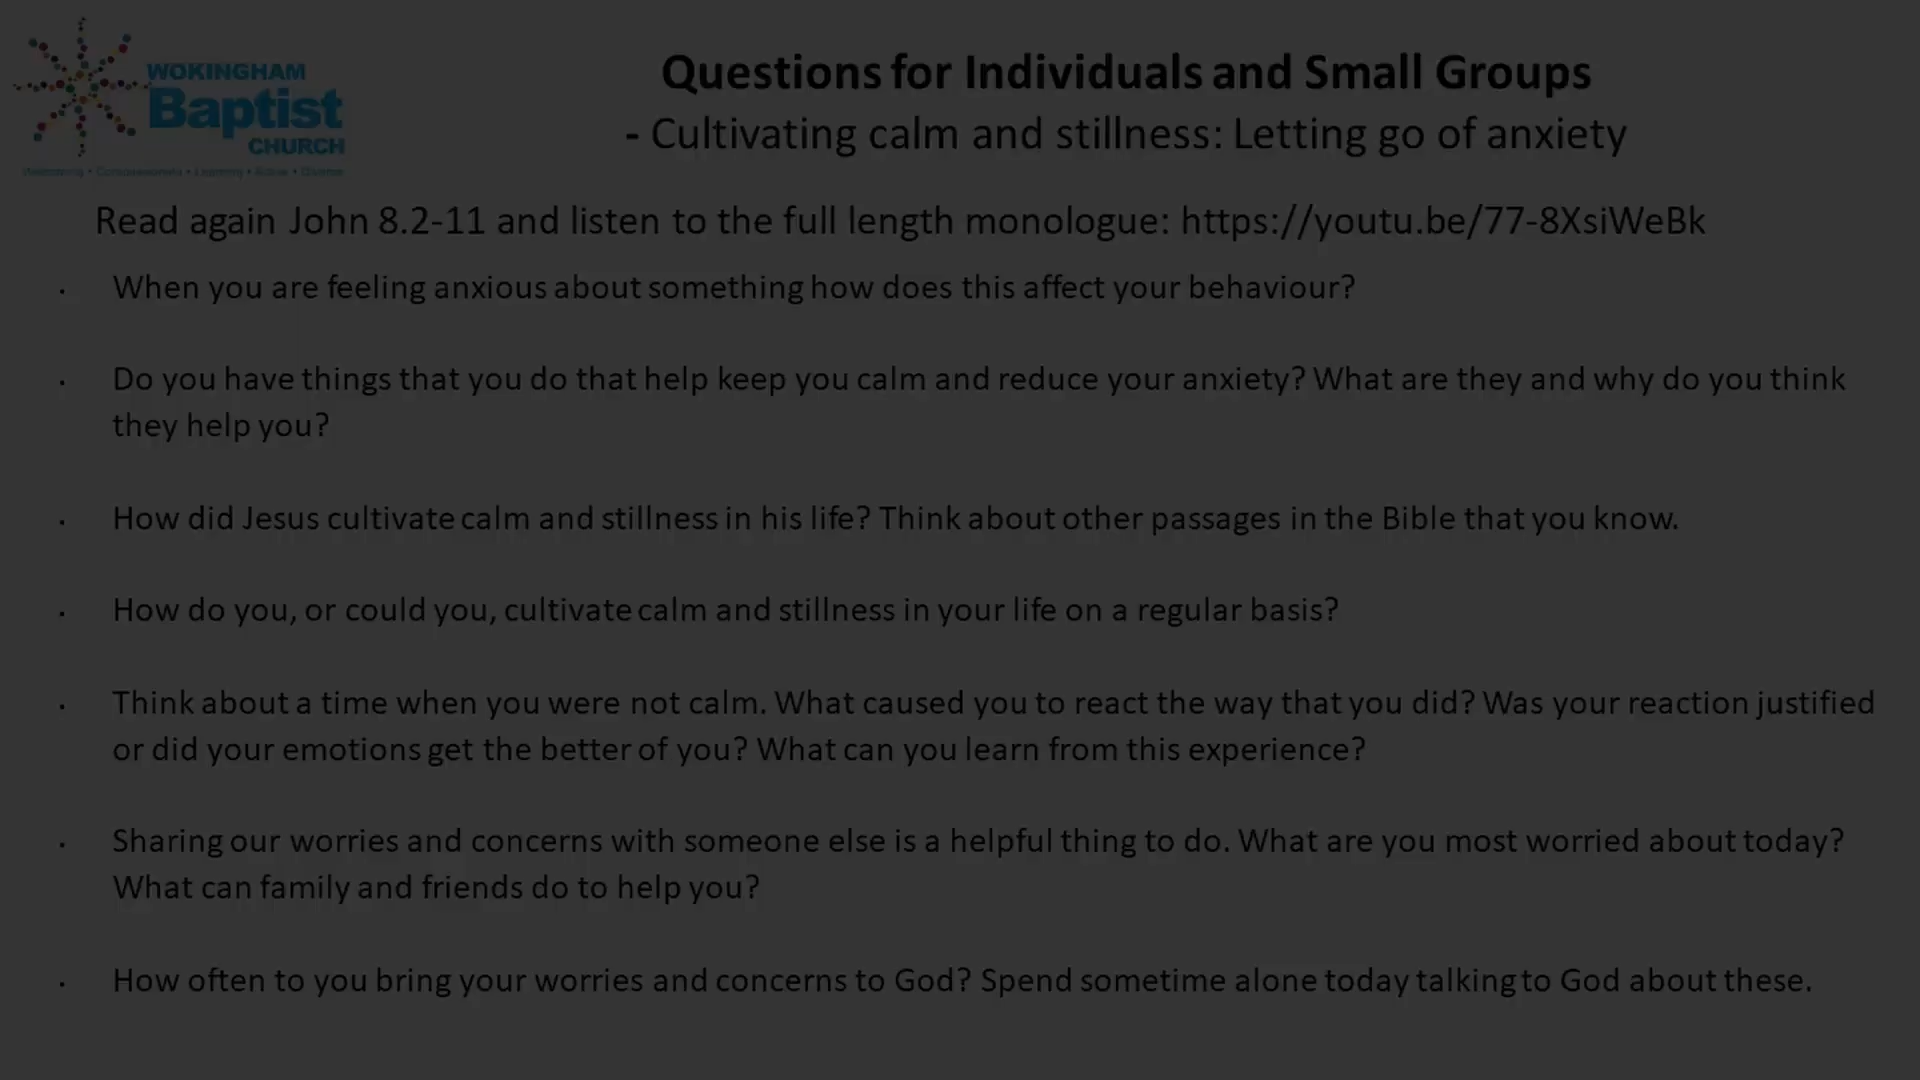 WOKINGHAM
Baptist
CHURCH
Welcoming • Compassionate • Learning • Active • Diverse
Questions for Individuals and Small Groups
- Cultivating calm and stillness: Letting go of anxiety
Read again John 8.2-11 and listen to the full length monologue: https://youtu.be/77-8XsiWeBk
· When you are feeling anxious about something how does this affect your behaviour?
· Do you have things that you do that help keep you calm and reduce your anxiety? What are they and why do you think
they help you?
· How did Jesus cultivate calm and stillness in his life? Think about other passages in the Bible that you know.
· How do you, or could you, cultivate calm and stillness in your life on a regular basis?
· Think about a time when you were not calm. What caused you to react the way that you did? Was your reaction justified
or did your emotions get the better of you? What can you learn from this experience?
· Sharing our worries and concerns with someone else is a helpful thing to do. What are you most worried about today?
What can family and friends do to help you?
· How often to you bring your worries and concerns to God? Spend sometime alone today talking to God about these.